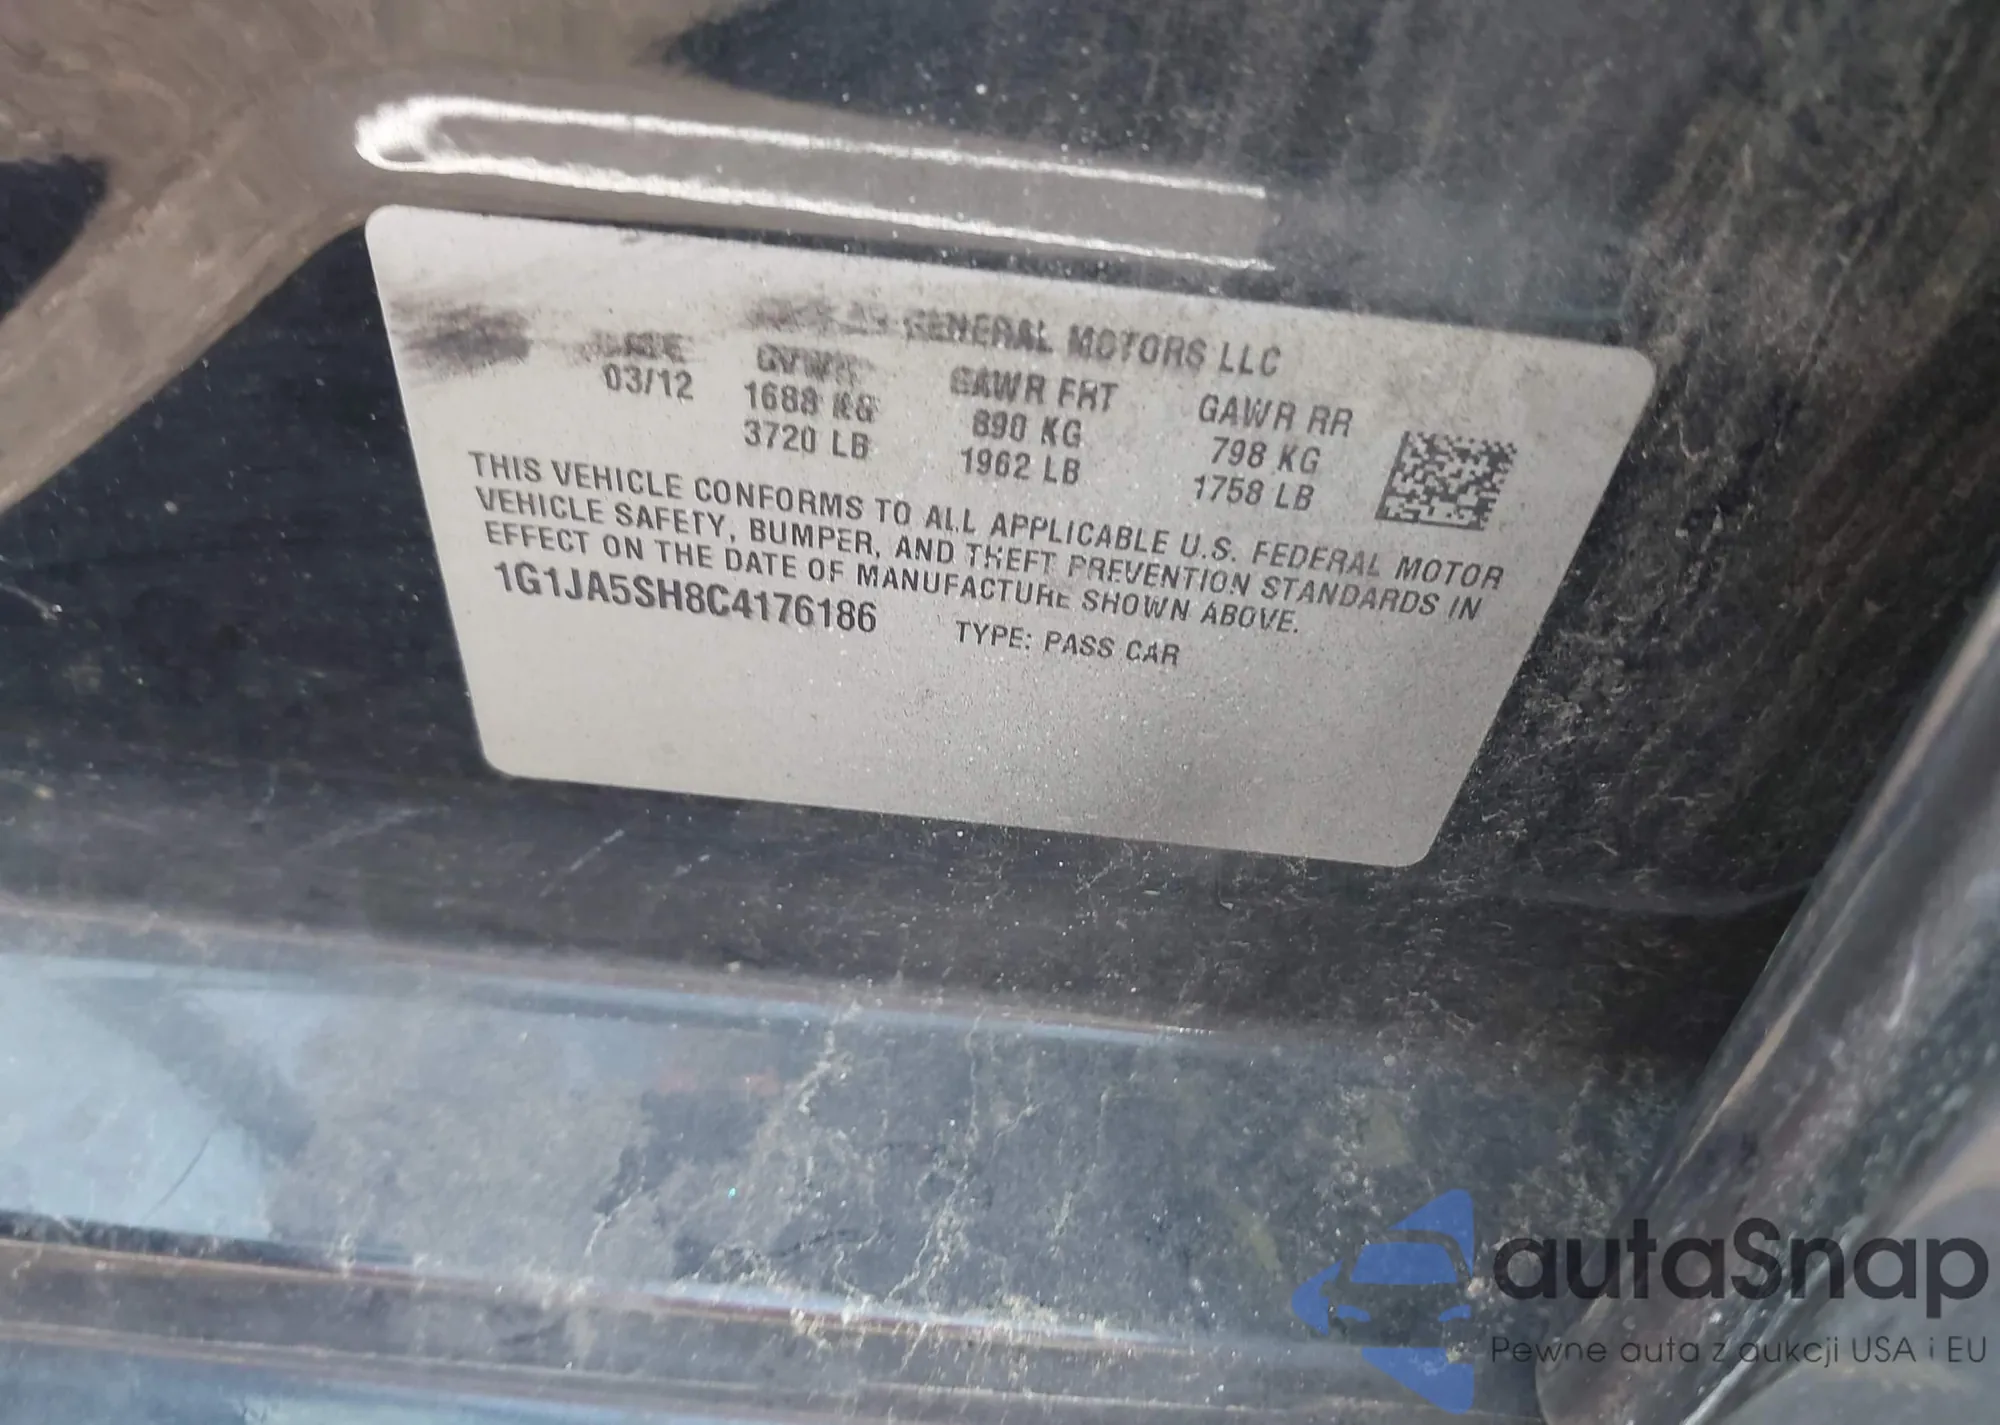 GENERAL MOTORS LLC
DATE GVWR GAWR FRT GAWR RR
03/12 1688 KG 890 KG 798 KG
3720 LB 1962 LB 1758 LB
THIS VEHICLE CONFORMS TO ALL APPLICABLE U.S. FEDERAL MOTOR
VEHICLE SAFETY, BUMPER, AND THEFT PREVENTION STANDARDS IN
EFFECT ON THE DATE OF MANUFACTURE SHOWN ABOVE.
1G1JA5SH8C4176186 TYPE: PASS CAR
autaSnap
Pewne auta z aukcji USA i EU